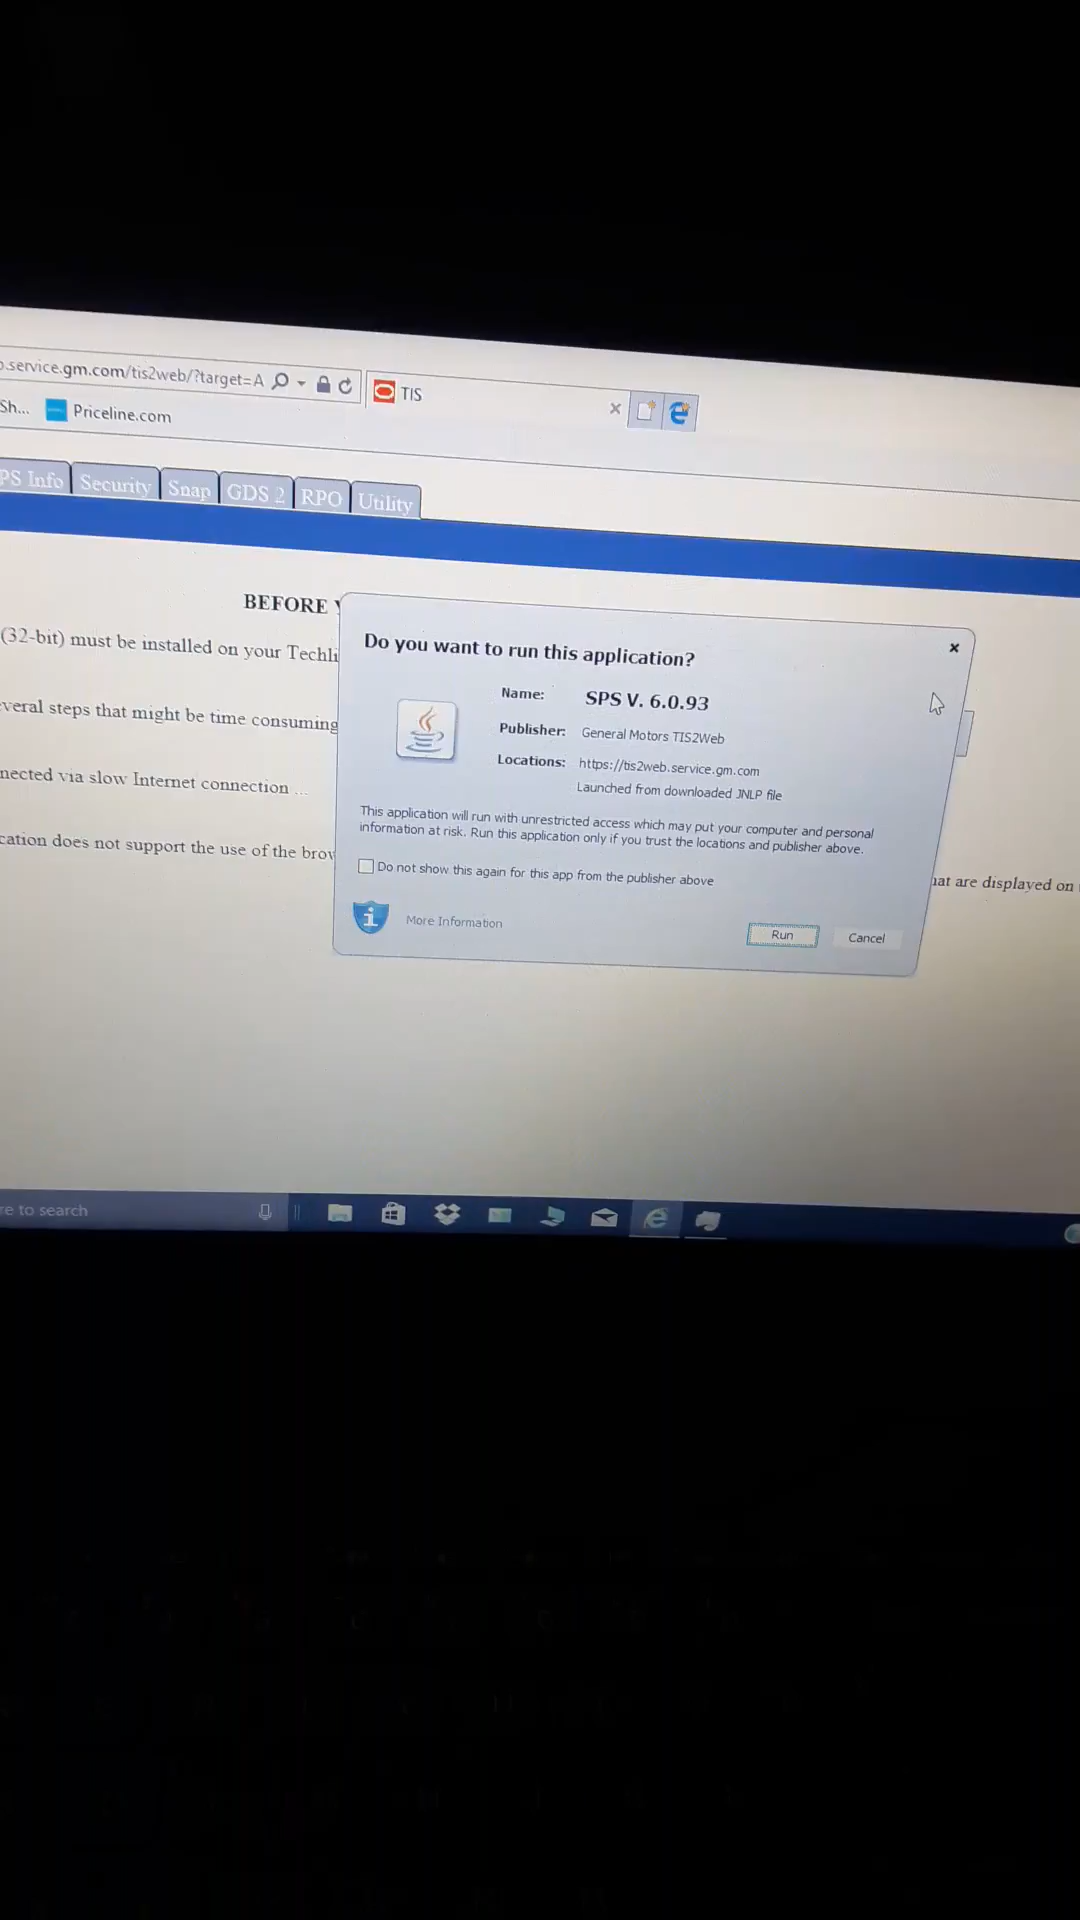 .service.gm.com/tis2web/?target=A
TIS
Sh...
Priceline.com
PS Info
Security
Snap
GDS 2
RPO
Utility
BEFORE
(32-bit) must be installed on your Techli
Do you want to run this application?
Name: SPS V. 6.0.93
veral steps that might be time consuming
Publisher: General Motors TIS2Web
Locations: https://tis2web.service.gm.com
nected via slow Internet connection ...
Launched from downloaded JNLP file
This application will run with unrestricted access which may put your computer and personal
information at risk. Run this application only if you trust the locations and publisher above.
cation does not support the use of the brow
Do not show this again for this app from the publisher above
hat are displayed on
More Information
Run
Cancel
re to search